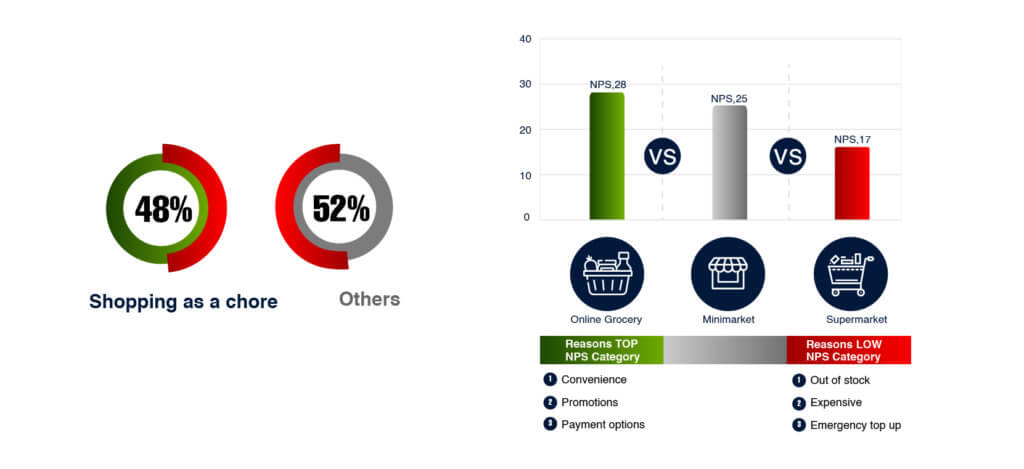 48%
52%
Shopping as a chore
Others
40
30
20
10
0
NPS,28
NPS,25
NPS,17
VS
VS
Online Grocery
Minimarket
Supermarket
Reasons TOP
NPS Category
Reasons LOW
NPS Category
1 Convenience
2 Promotions
3 Payment options
1 Out of stock
2 Expensive
3 Emergency top up